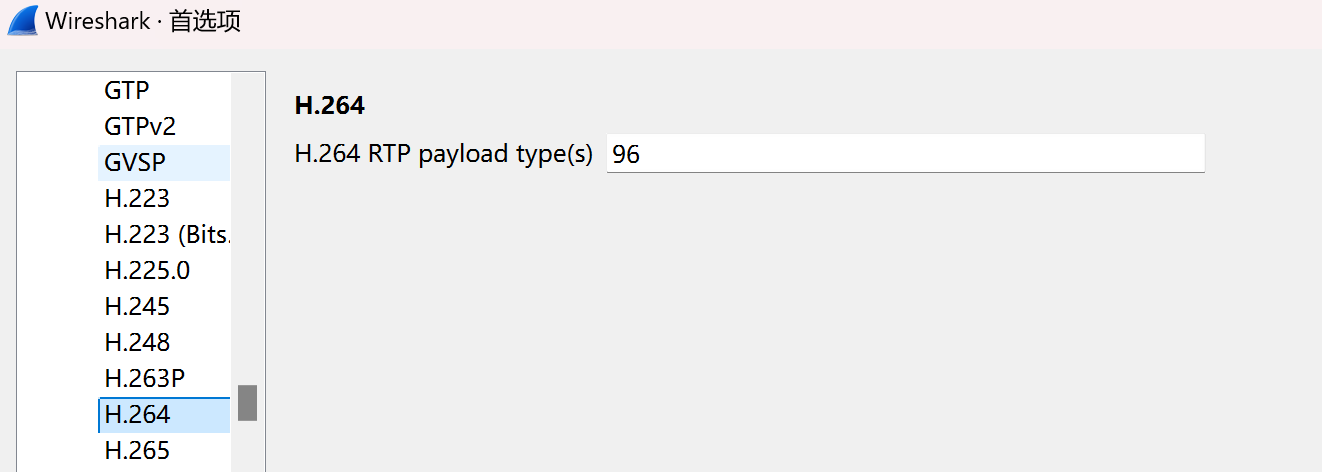 Wireshark · 首选项
GTP
GTPv2
GVSP
H.223
H.223 (Bits.
H.225.0
H.245
H.248
H.263P
H.264
H.265
H.264
H.264 RTP payload type(s) 96